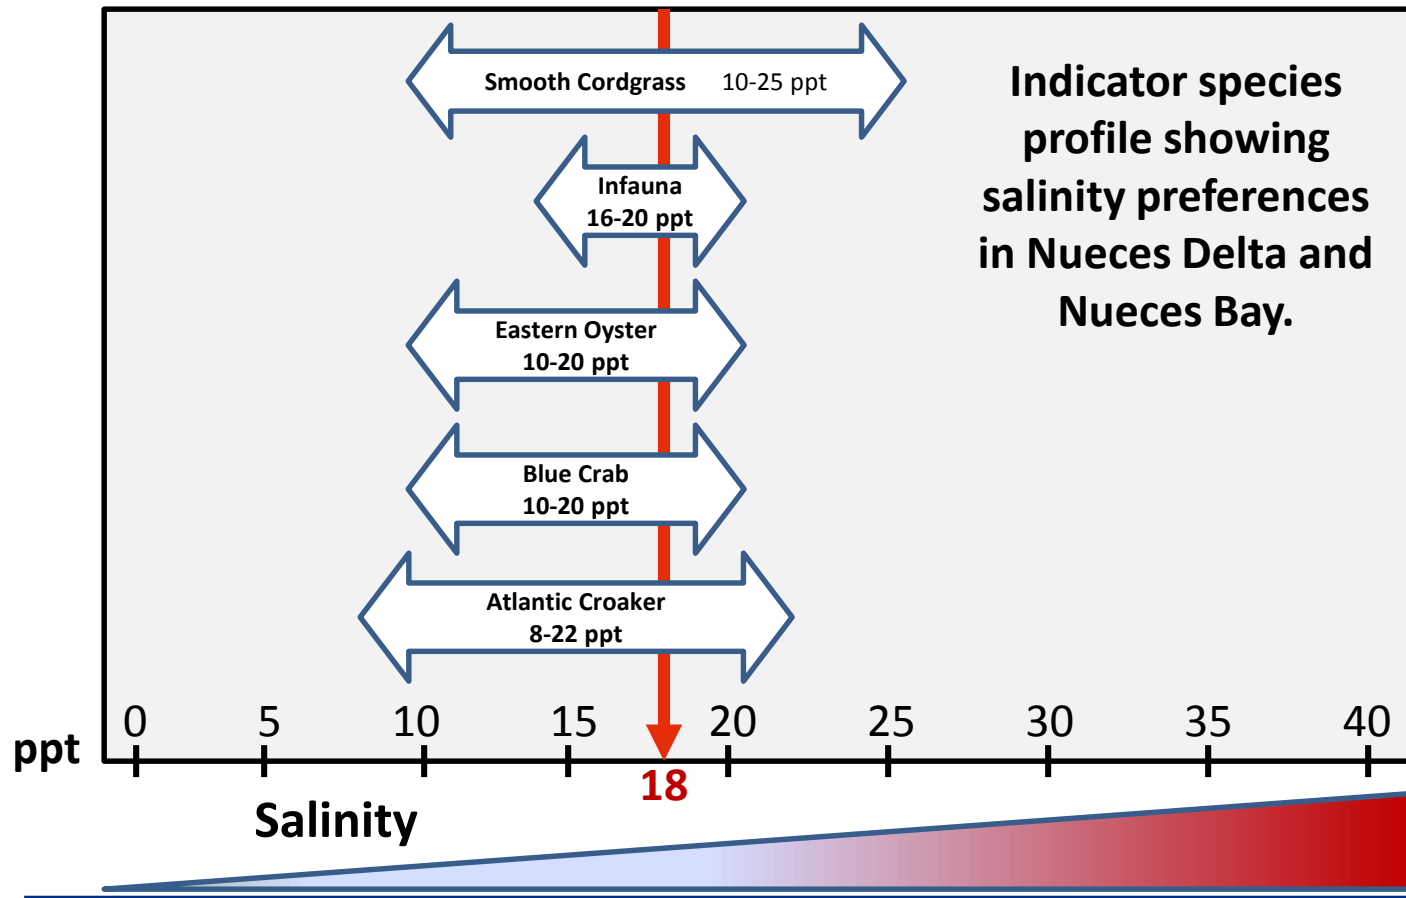 Smooth Cordgrass 10-25 ppt
Infauna
16-20 ppt
Eastern Oyster
10-20 ppt
Blue Crab
10-20 ppt
Atlantic Croaker
8-22 ppt
Indicator species
profile showing
salinity preferences
in Nueces Delta and
Nueces Bay.
0 5 10 15 20 25 30 35 40
ppt
18
Salinity